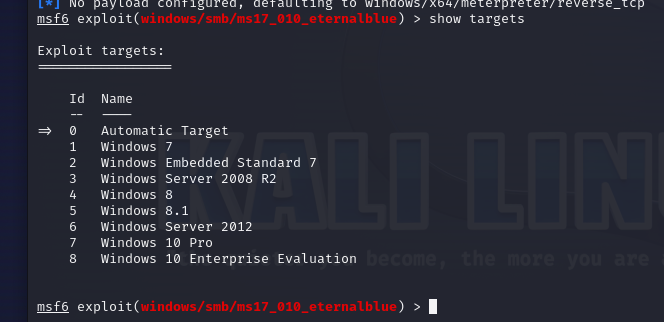 [*] No payload configured, defaulting to windows/x64/meterpreter/reverse_tcp
msf6 exploit(windows/smb/ms17_010_eternalblue) > show targets
Exploit targets:
=================
Id Name
-- ----
=> 0 Automatic Target
1 Windows 7
2 Windows Embedded Standard 7
3 Windows Server 2008 R2
4 Windows 8
5 Windows 8.1
6 Windows Server 2012
7 Windows 10 Pro
8 Windows 10 Enterprise Evaluation
KALI LIN
become, the more you are
msf6 exploit(windows/smb/ms17_010_eternalblue) >